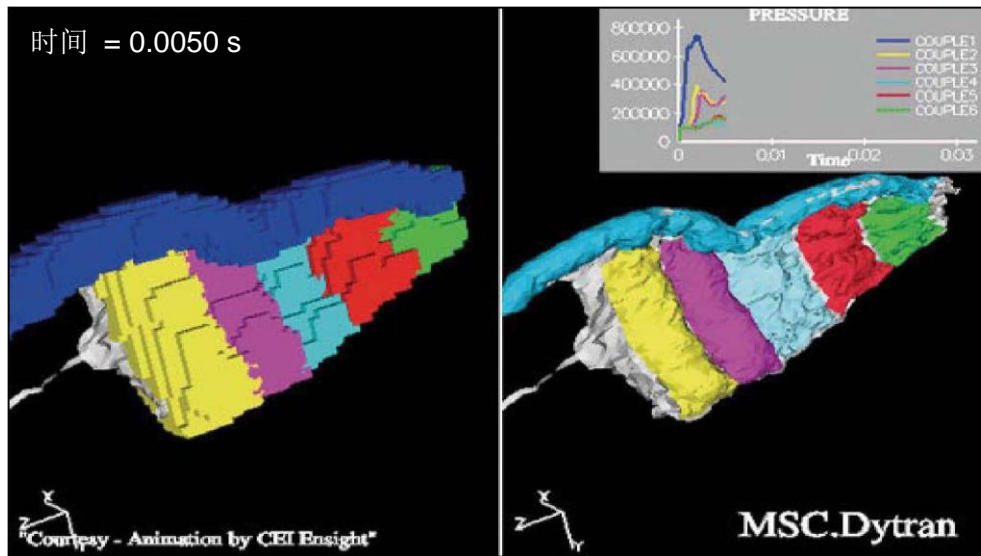 时间 = 0.0050 s
PRESSURE
800000
600000
400000
200000
0
0
0.01
0.02
0.03
Time
COUPLE1
COUPLE2
COUPLE3
COUPLE4
COUPLE5
COUPLE6
X
Z
Y
"Courtesy - Animation by CEI Ensight"
X
Z
Y
MSC.Dytran